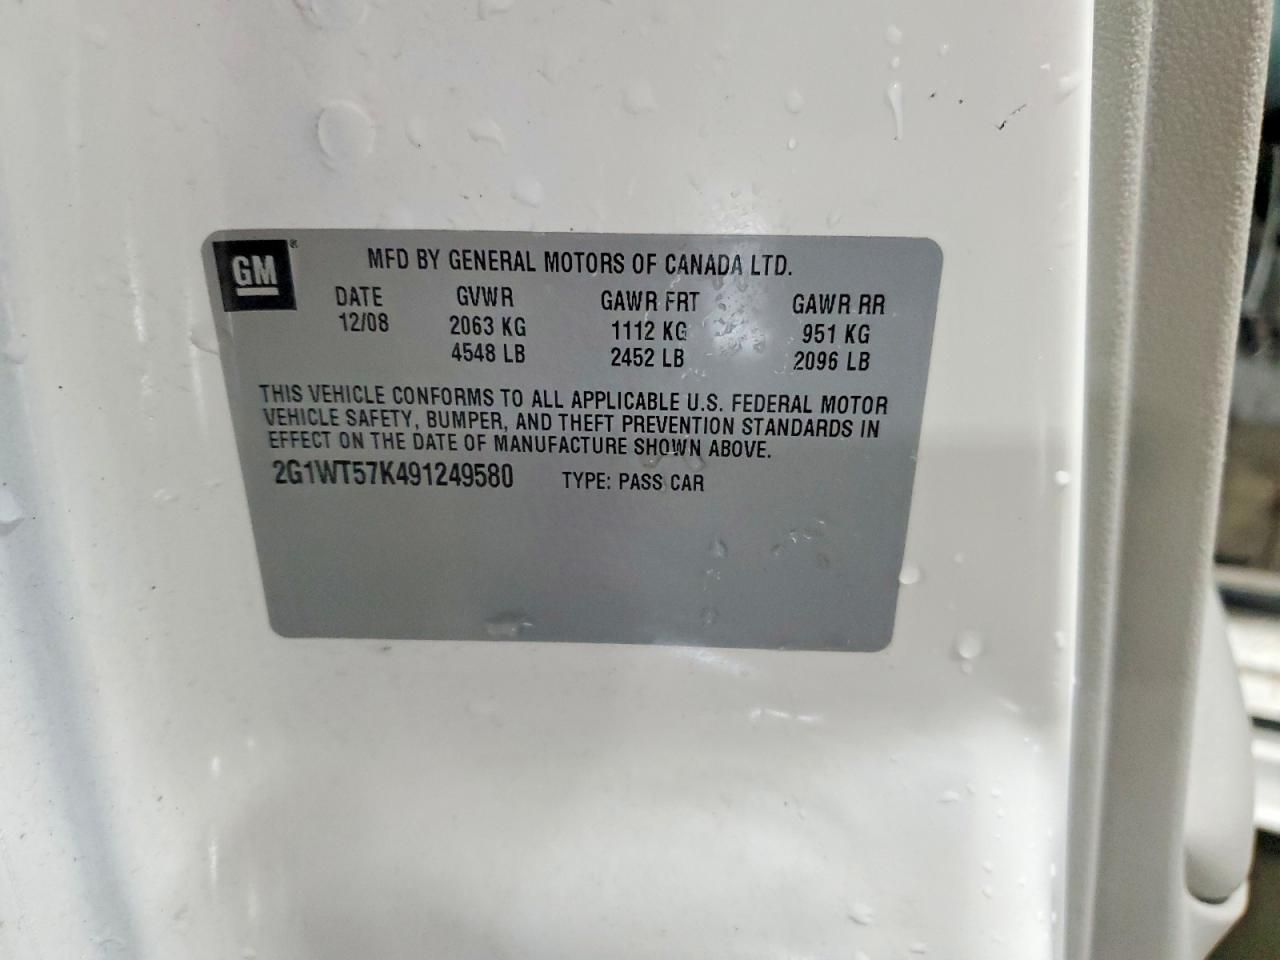 GM ®
MFD BY GENERAL MOTORS OF CANADA LTD.
DATE GVWR GAWR FRT GAWR RR
12/08 2063 KG 1112 KG 951 KG
4548 LB 2452 LB 2096 LB
THIS VEHICLE CONFORMS TO ALL APPLICABLE U.S. FEDERAL MOTOR
VEHICLE SAFETY, BUMPER, AND THEFT PREVENTION STANDARDS IN
EFFECT ON THE DATE OF MANUFACTURE SHOWN ABOVE.
2G1WT57K491249580 TYPE: PASS CAR